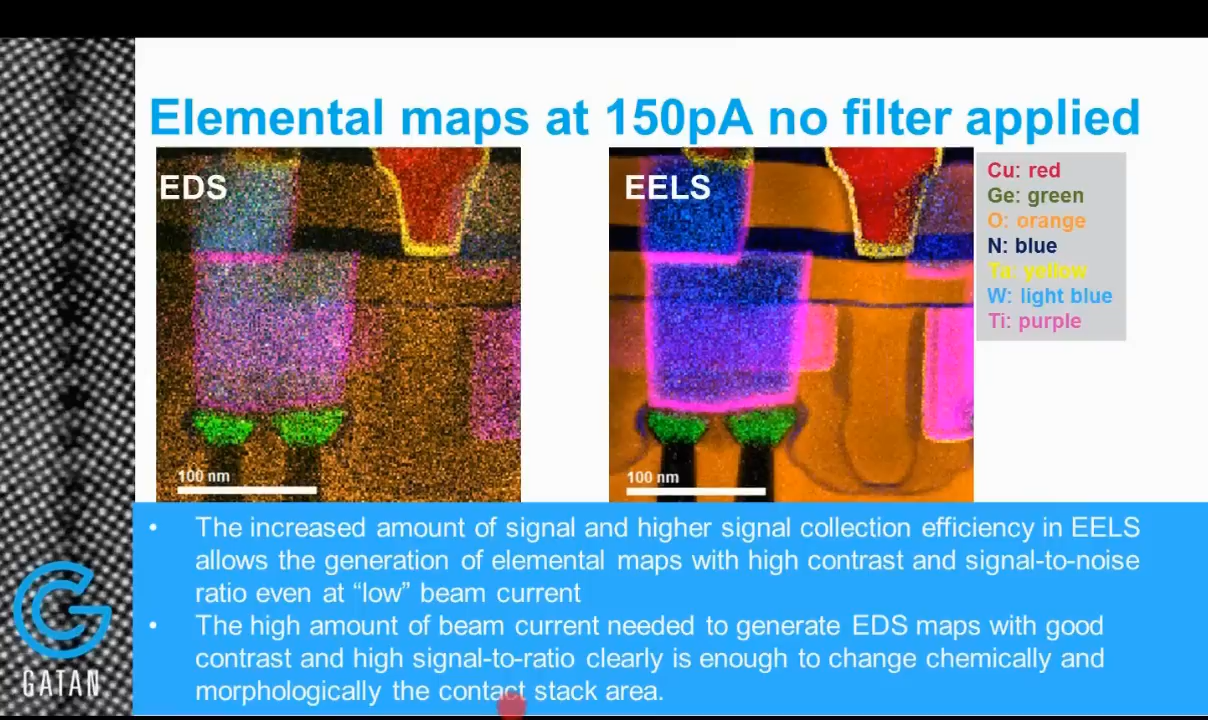 Elemental maps at 150pA no filter applied
EDS
100 nm
EELS
100 nm
Cu: red
Ge: green
O: orange
N: blue
Ta: yellow
W: light blue
Ti: purple
• The increased amount of signal and higher signal collection efficiency in EELS
allows the generation of elemental maps with high contrast and signal-to-noise
ratio even at “low” beam current
• The high amount of beam current needed to generate EDS maps with good
contrast and high signal-to-ratio clearly is enough to change chemically and
morphologically the contact stack area.
GATAN